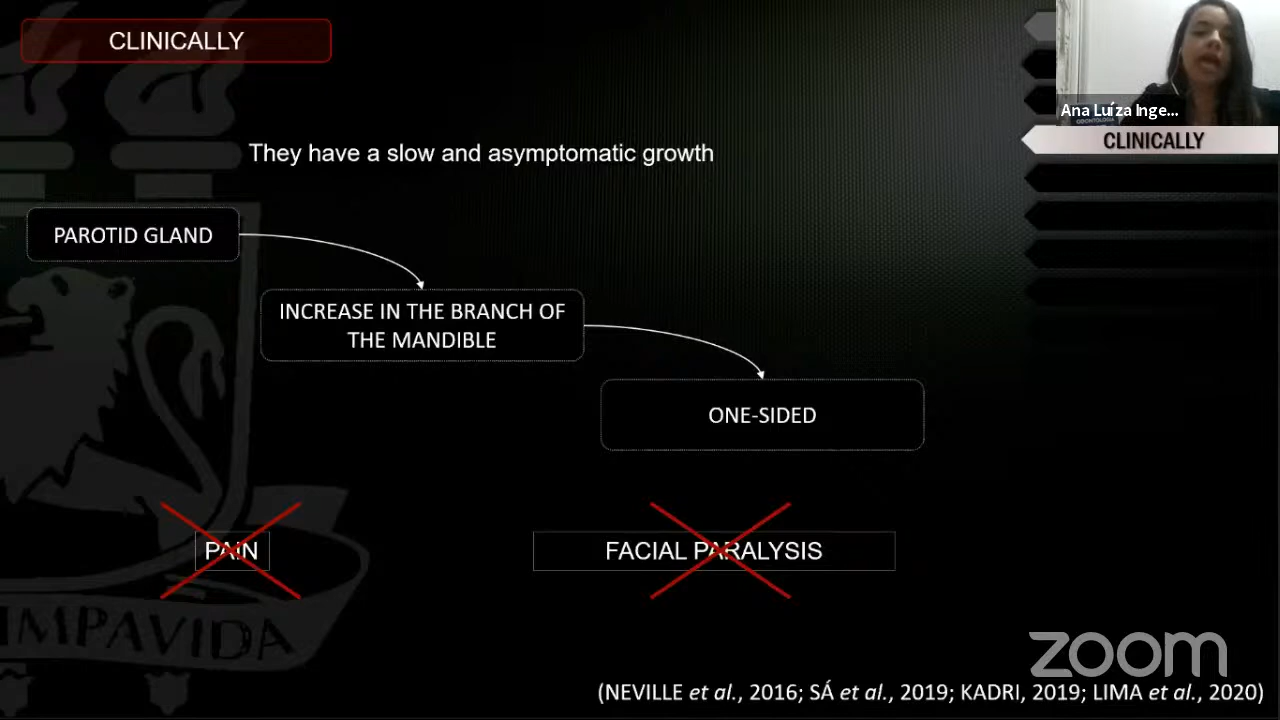 CLINICALLY
Ana Luíza Inge...
CLINICALLY
They have a slow and asymptomatic growth
PAROTID GLAND
INCREASE IN THE BRANCH OF
THE MANDIBLE
ONE-SIDED
PAIN
FACIAL PARALYSIS
IMPAVIDA
zoom
(NEVILLE et al., 2016; SÁ et al., 2019; KADRI, 2019; LIMA et al., 2020)